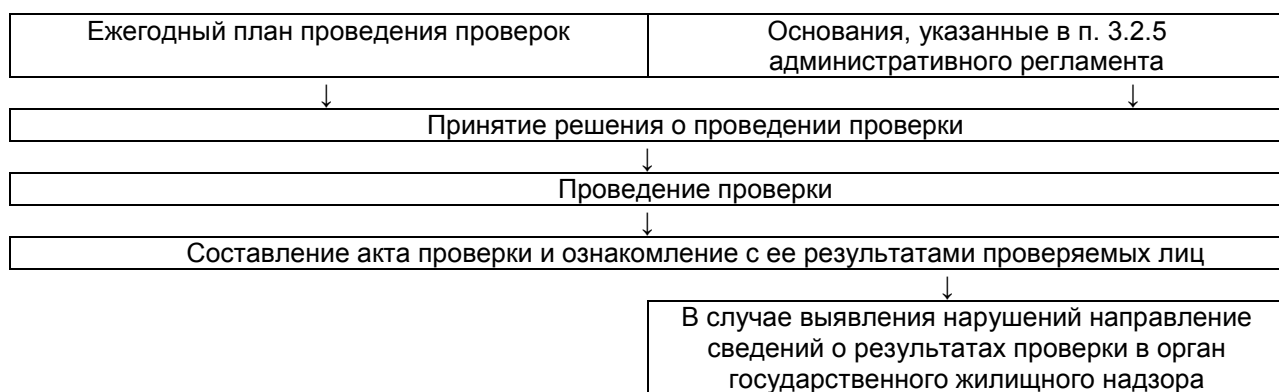 Ежегодный план проведения проверок
Основания, указанные в п. 3.2.5
административного регламента
↓ ↓
Принятие решения о проведении проверки
↓
Проведение проверки
↓
Составление акта проверки и ознакомление с ее результатами проверяемых лиц
↓
В случае выявления нарушений направление
сведений о результатах проверки в орган
государственного жилищного надзора